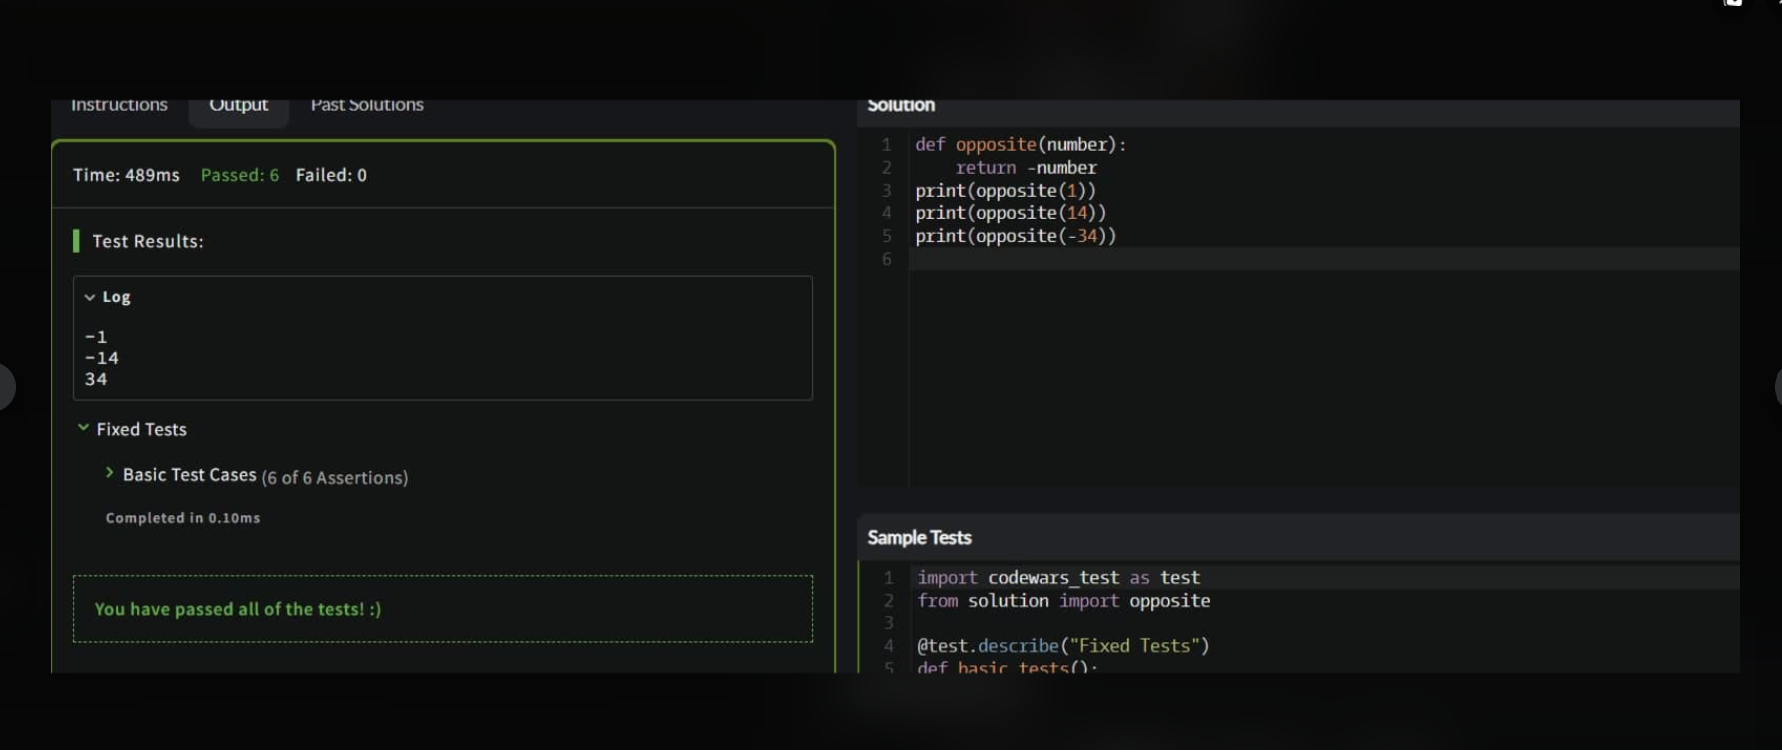 Instructions Output Past Solutions
Time: 489ms Passed: 6 Failed: 0
Test Results:
Log
-1
-14
34
Fixed Tests
Basic Test Cases (6 of 6 Assertions)
Completed in 0.10ms
You have passed all of the tests! :)
Solution
1 def opposite(number):
2     return -number
3 print(opposite(1))
4 print(opposite(14))
5 print(opposite(-34))
6
Sample Tests
1 import codewars_test as test
2 from solution import opposite
3
4 @test.describe("Fixed Tests")
5 def basic_tests():